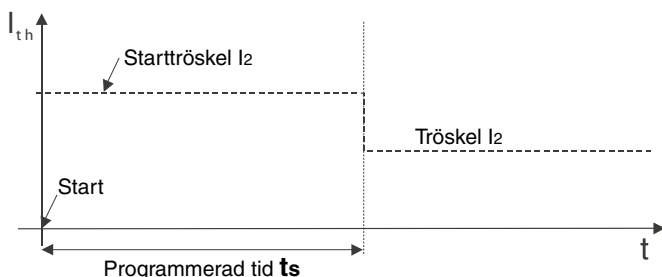 Ith
Starttröskel I2
Tröskel I2
Start
t
Programmerad tid ts